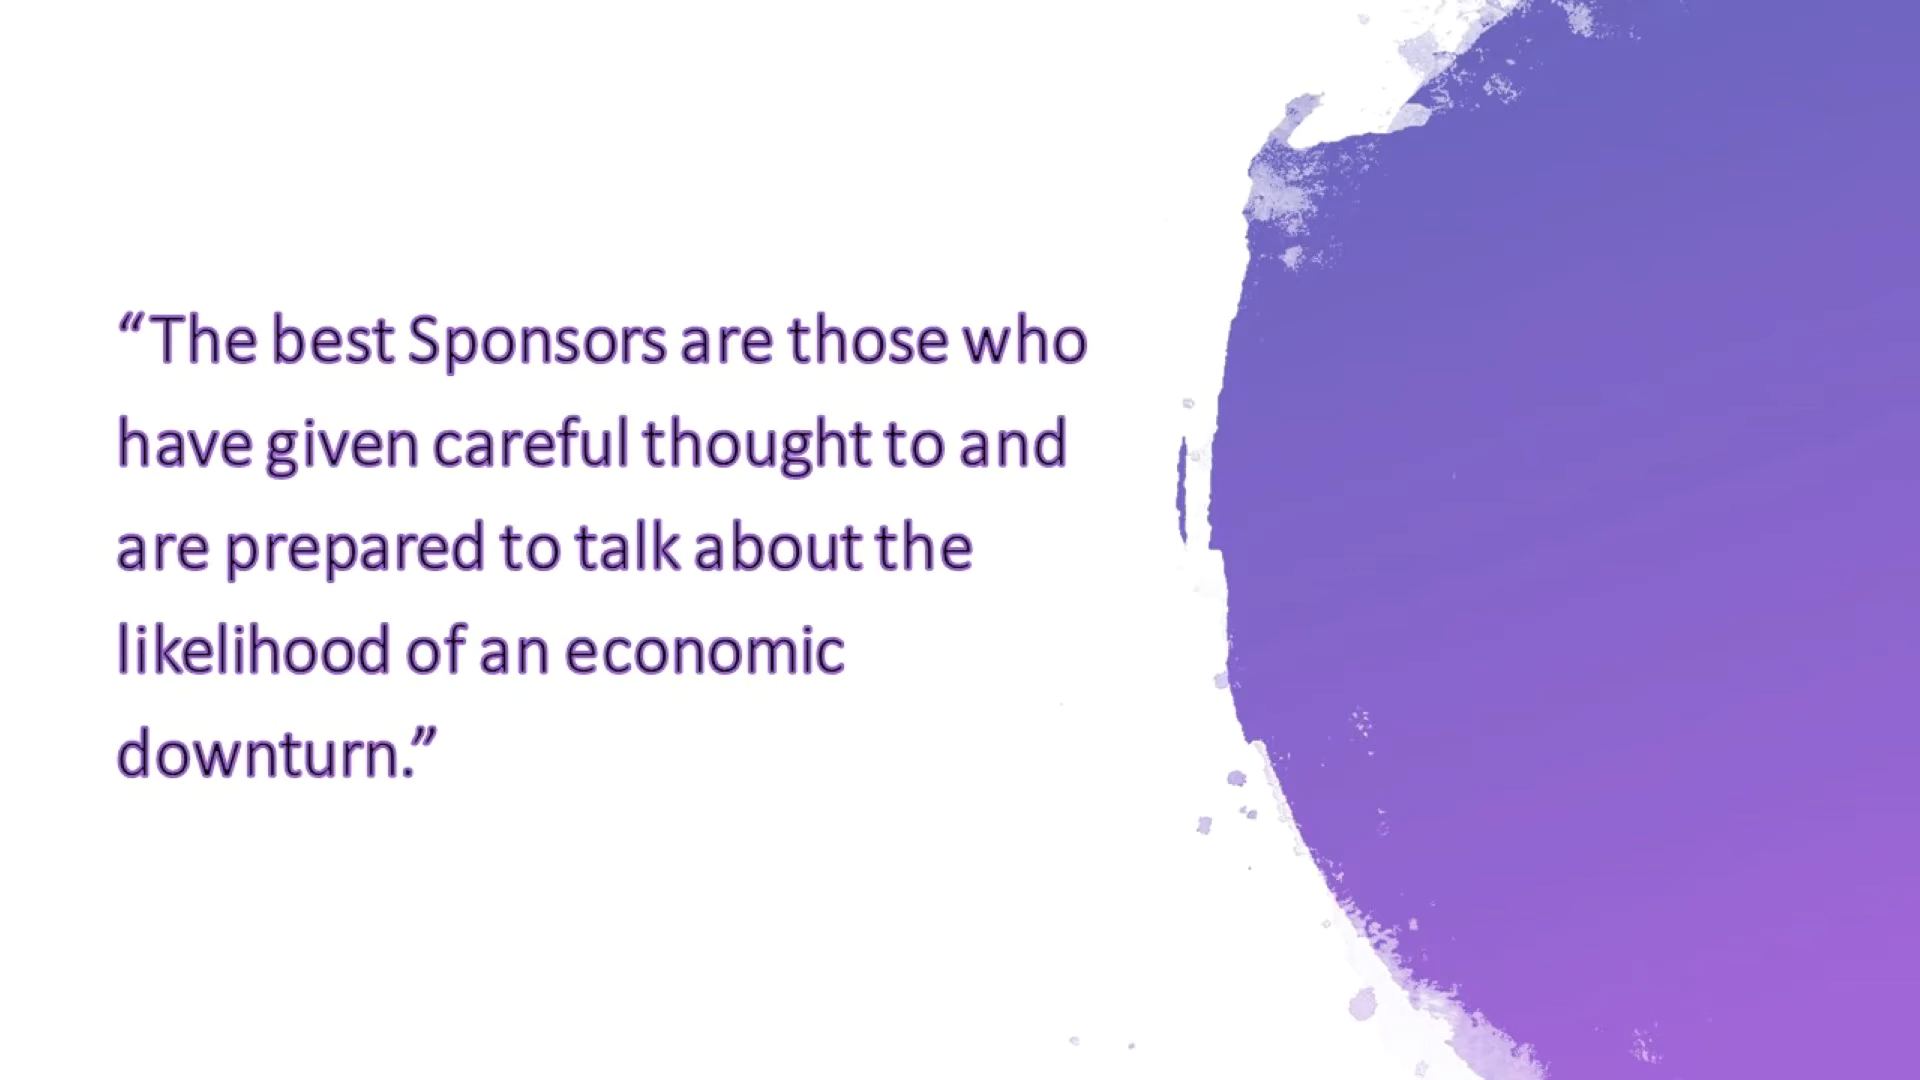 “The best Sponsors are those who
have given careful thought to and
are prepared to talk about the
likelihood of an economic
downturn.”